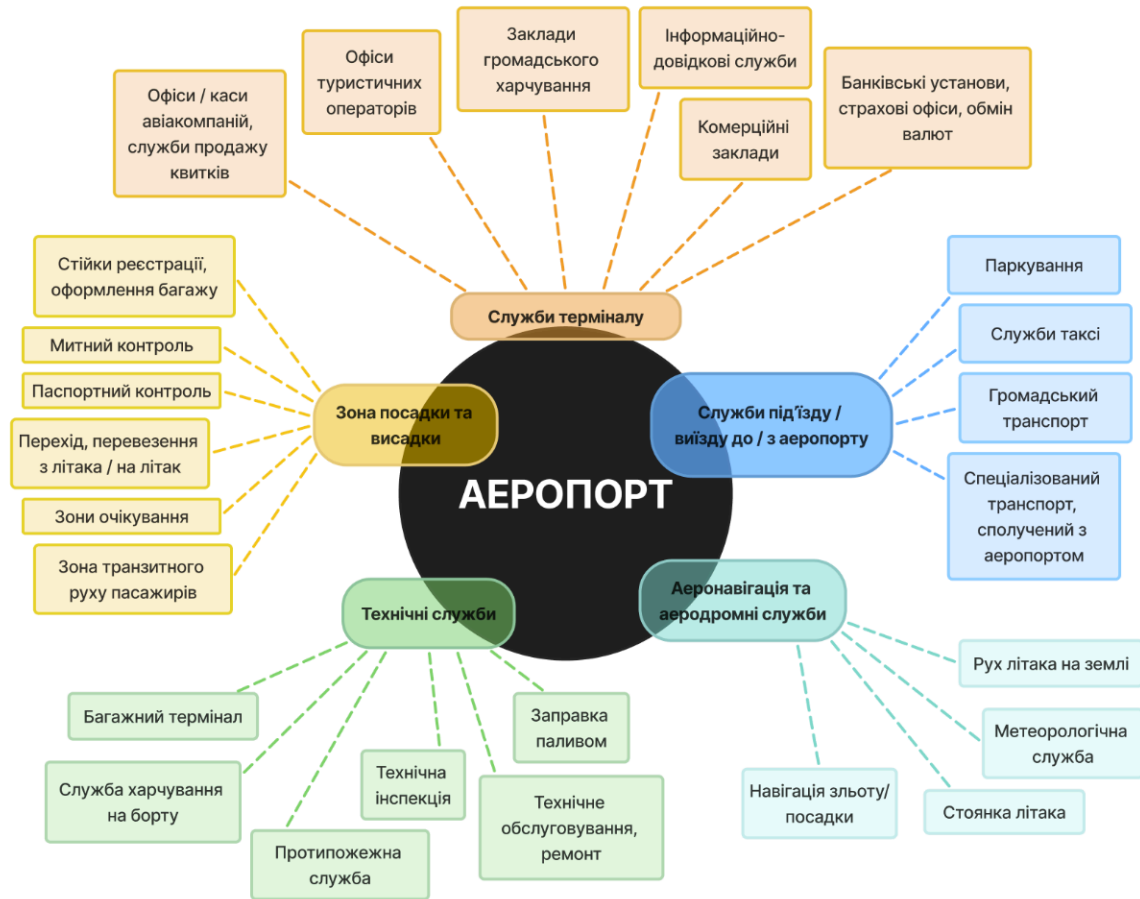 Офіси / каси
авіакомпаній,
служби продажу
квитків
Офіси
туристичних
операторів
Заклади
громадського
харчування
Інформаційно-
довідкові служби
Комерційні
заклади
Банківські установи,
страхові офіси, обмін
валют
Служби терміналу
Стійки реєстрації,
оформлення багажу
Митний контроль
Паспортний контроль
Перехід, перевезення
з літака / на літак
Зони очікування
Зона транзитного
руху пасажирів
Зона посадки та
висадки
Служби під’їзду /
виїзду до / з аеропорту
Паркування
Служби таксі
Громадський
транспорт
Спеціалізований
транспорт,
сполучений з
аеропортом
АЕРОПОРТ
Технічні служби
Багажний термінал
Служба харчування
на борту
Протипожежна
служба
Технічна
інспекція
Технічне
обслуговування,
ремонт
Заправка
паливом
Аеронавігація та
аеродромні служби
Рух літака на землі
Метеорологічна
служба
Стоянка літака
Навігація зльоту/
посадки